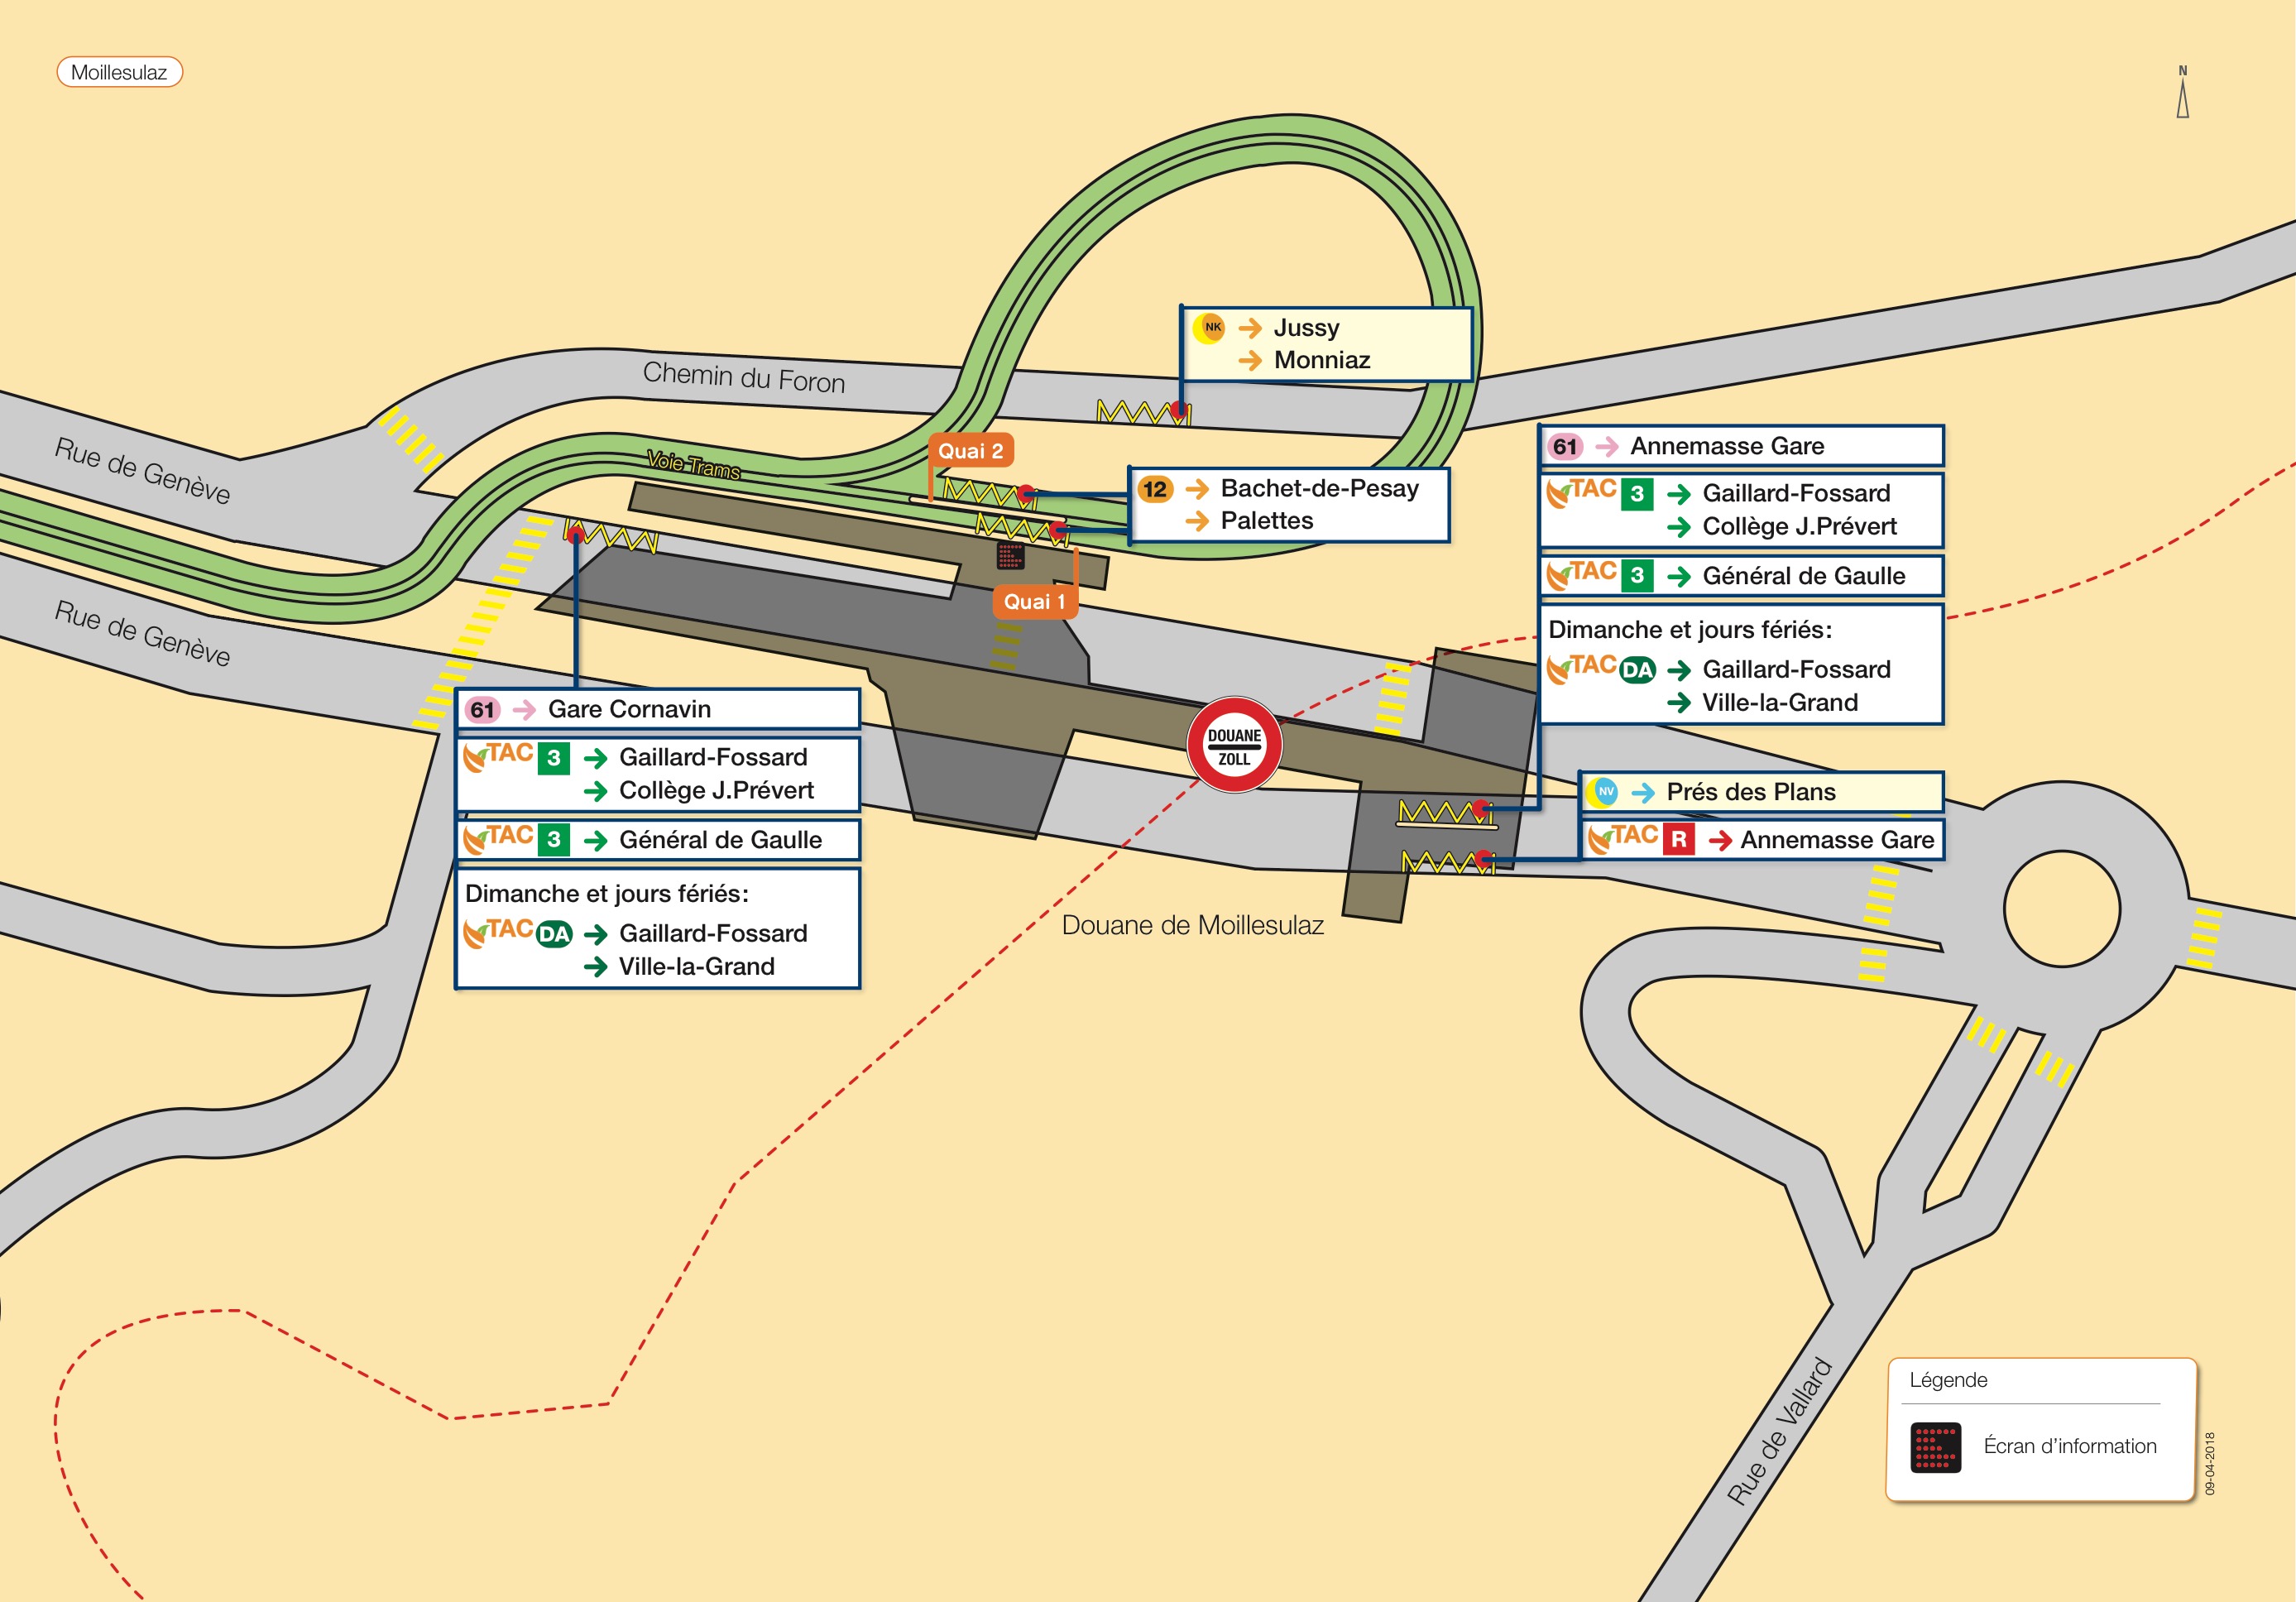 Moillesulaz
N
NK → Jussy
→ Monniaz
Chemin du Foron
Rue de Genève
Voie Trams
Quai 2
12 → Bachet-de-Pesay
→ Palettes
Quai 1
61 → Annemasse Gare
TAC 3 → Gaillard-Fossard
→ Collège J.Prévert
TAC 3 → Général de Gaulle
Dimanche et jours fériés:
TAC DA → Gaillard-Fossard
→ Ville-la-Grand
Rue de Genève
61 → Gare Cornavin
TAC 3 → Gaillard-Fossard
→ Collège J.Prévert
TAC 3 → Général de Gaulle
Dimanche et jours fériés:
TAC DA → Gaillard-Fossard
→ Ville-la-Grand
DOUANE
ZOLL
NV → Prés des Plans
TAC R → Annemasse Gare
Douane de Moillesulaz
Rue de Vallard
Légende
Écran d'information
09-04-2018